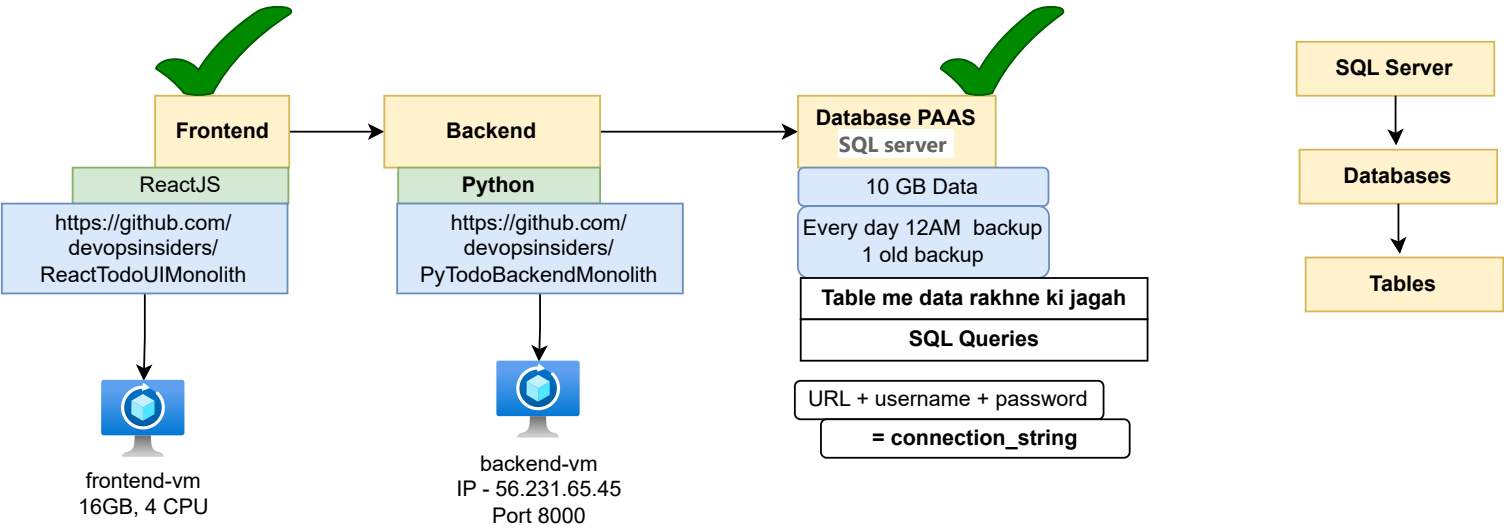 Frontend
ReactJS
https://github.com/
devopsinsiders/
ReactTodoUIMonolith
frontend-vm
16GB, 4 CPU
Backend
Python
https://github.com/
devopsinsiders/
PyTodoBackendMonolith
backend-vm
IP - 56.231.65.45
Port 8000
Database PAAS
SQL server
10 GB Data
Every day 12AM  backup
1 old backup
Table me data rakhne ki jagah
SQL Queries
URL + username + password
= connection_string
SQL Server
Databases
Tables